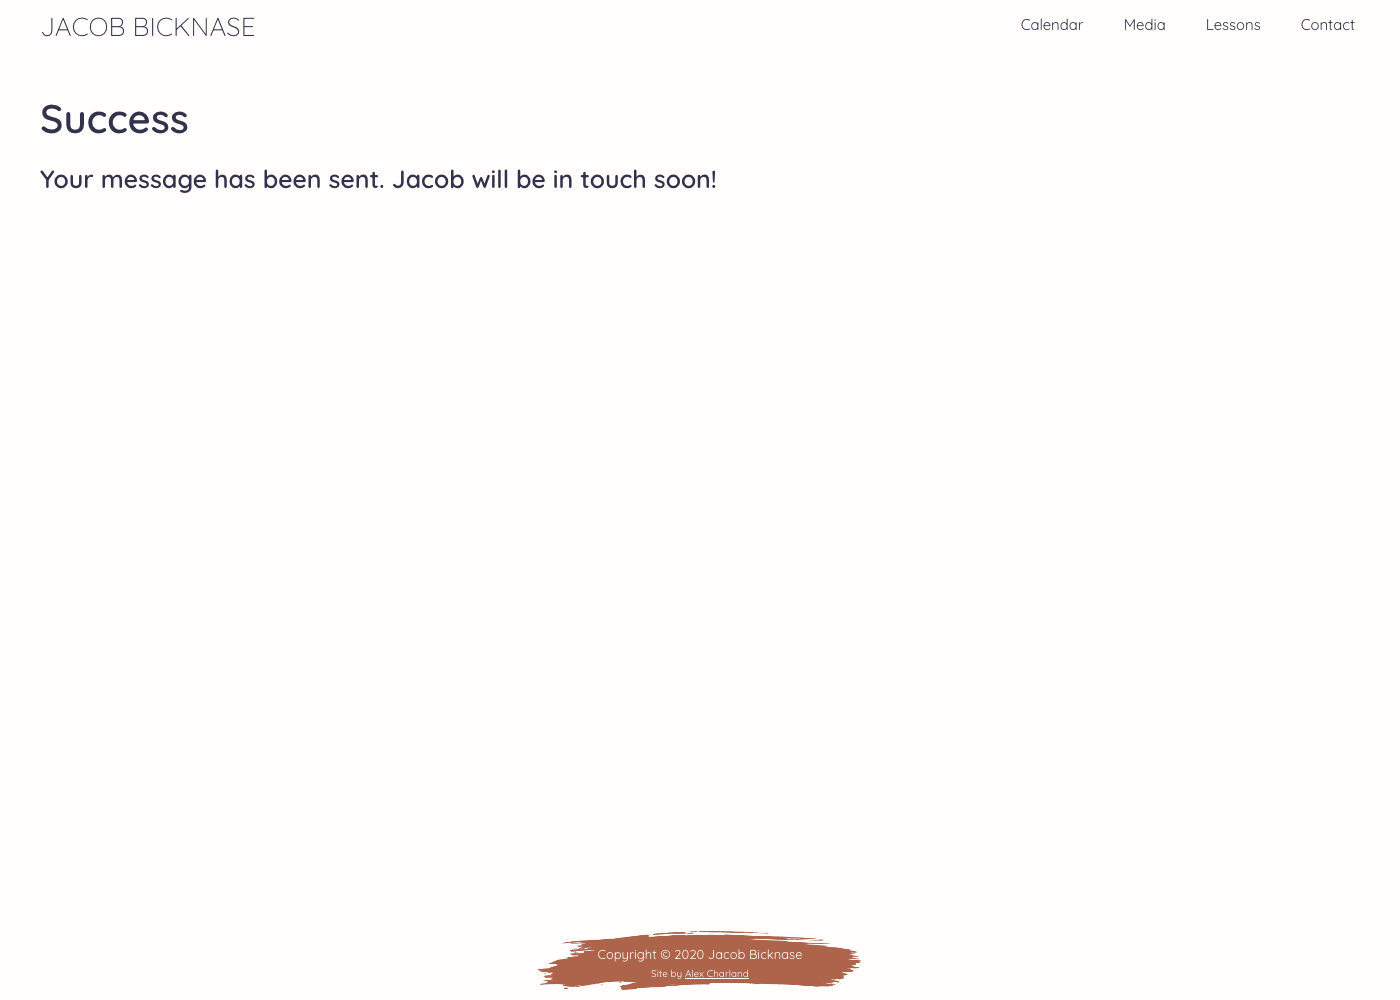 JACOB BICKNASE
Calendar Media Lessons Contact
Success
Your message has been sent. Jacob will be in touch soon!
Copyright © 2020 Jacob Bicknase
Site by Alex Charland